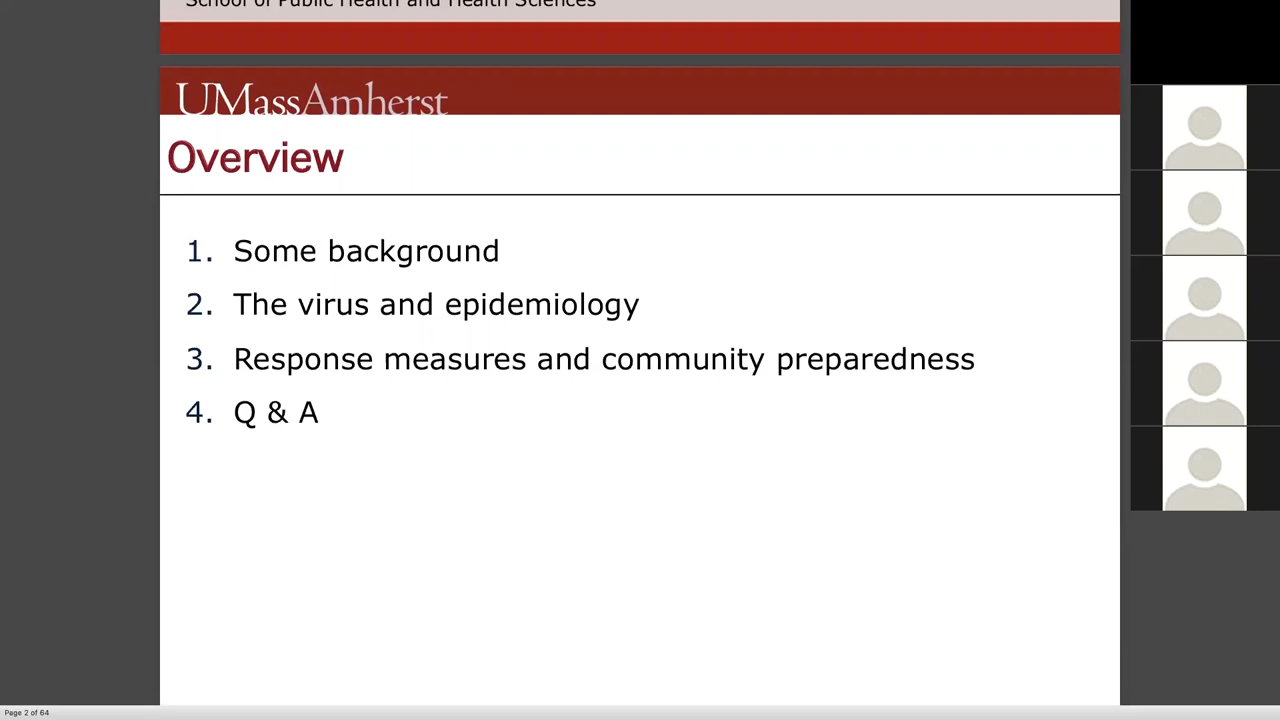 School of Public Health and Health Sciences
UMassAmherst
Overview
1. Some background
2. The virus and epidemiology
3. Response measures and community preparedness
4. Q & A
Page 2 of 64